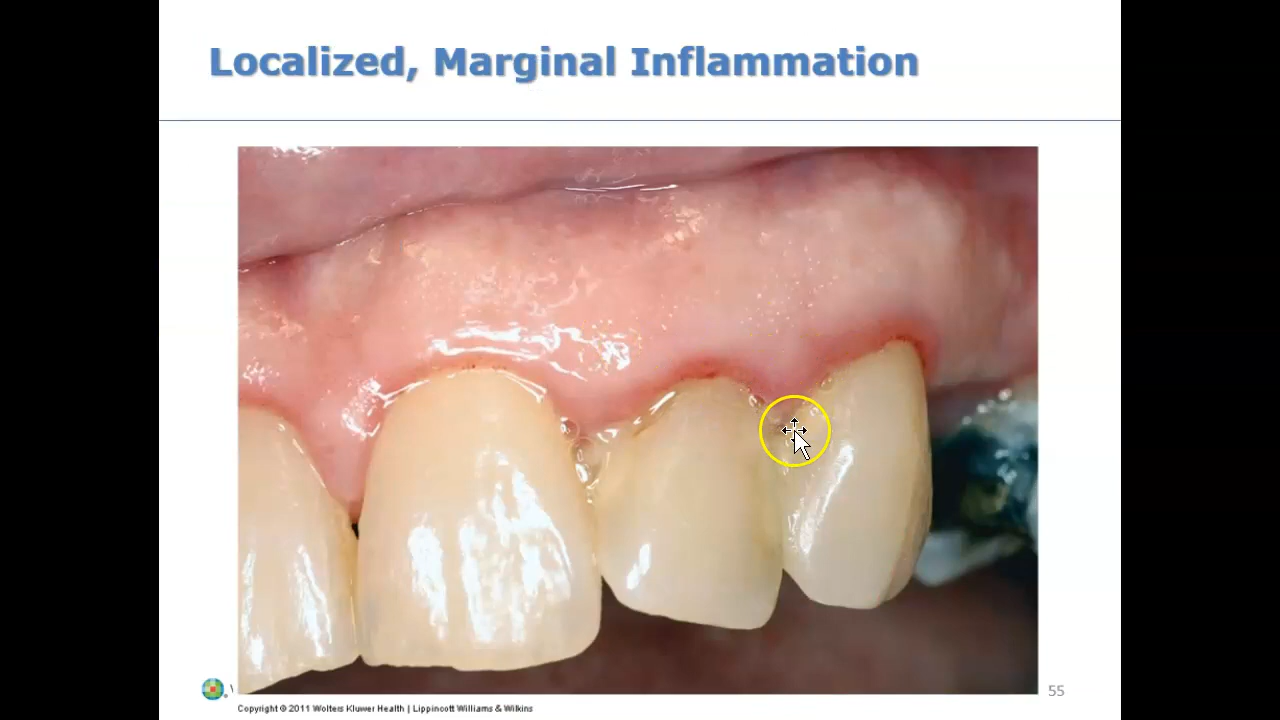 Localized, Marginal Inflammation
55
Copyright © 2011 Wolters Kluwer Health | Lippincott Williams & Wilkins